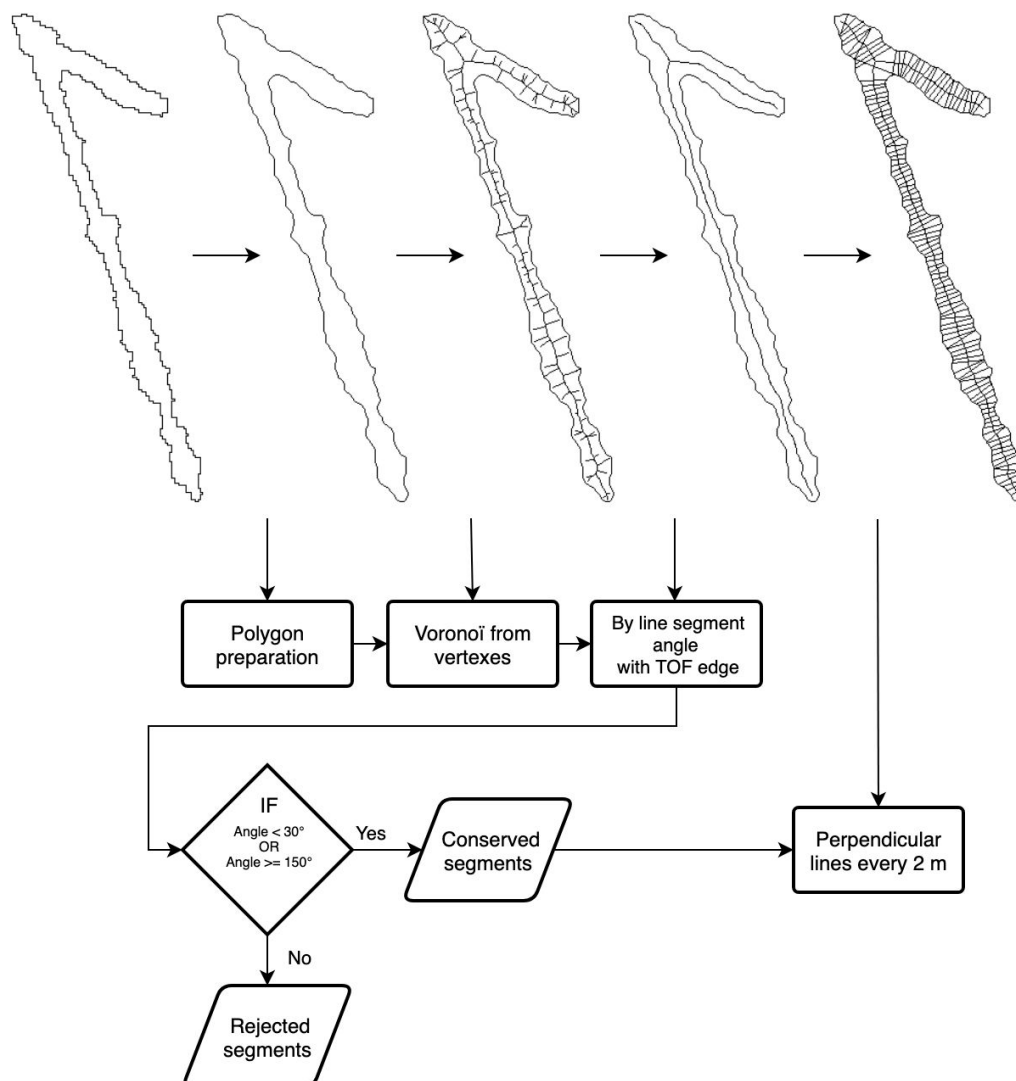 Polygon
preparation
Voronoï from
vertexes
By line segment
angle
with TOF edge
IF
Angle < 30°
OR
Angle >= 150°
Yes
Conserved
segments
Perpendicular
lines every 2 m
No
Rejected
segments